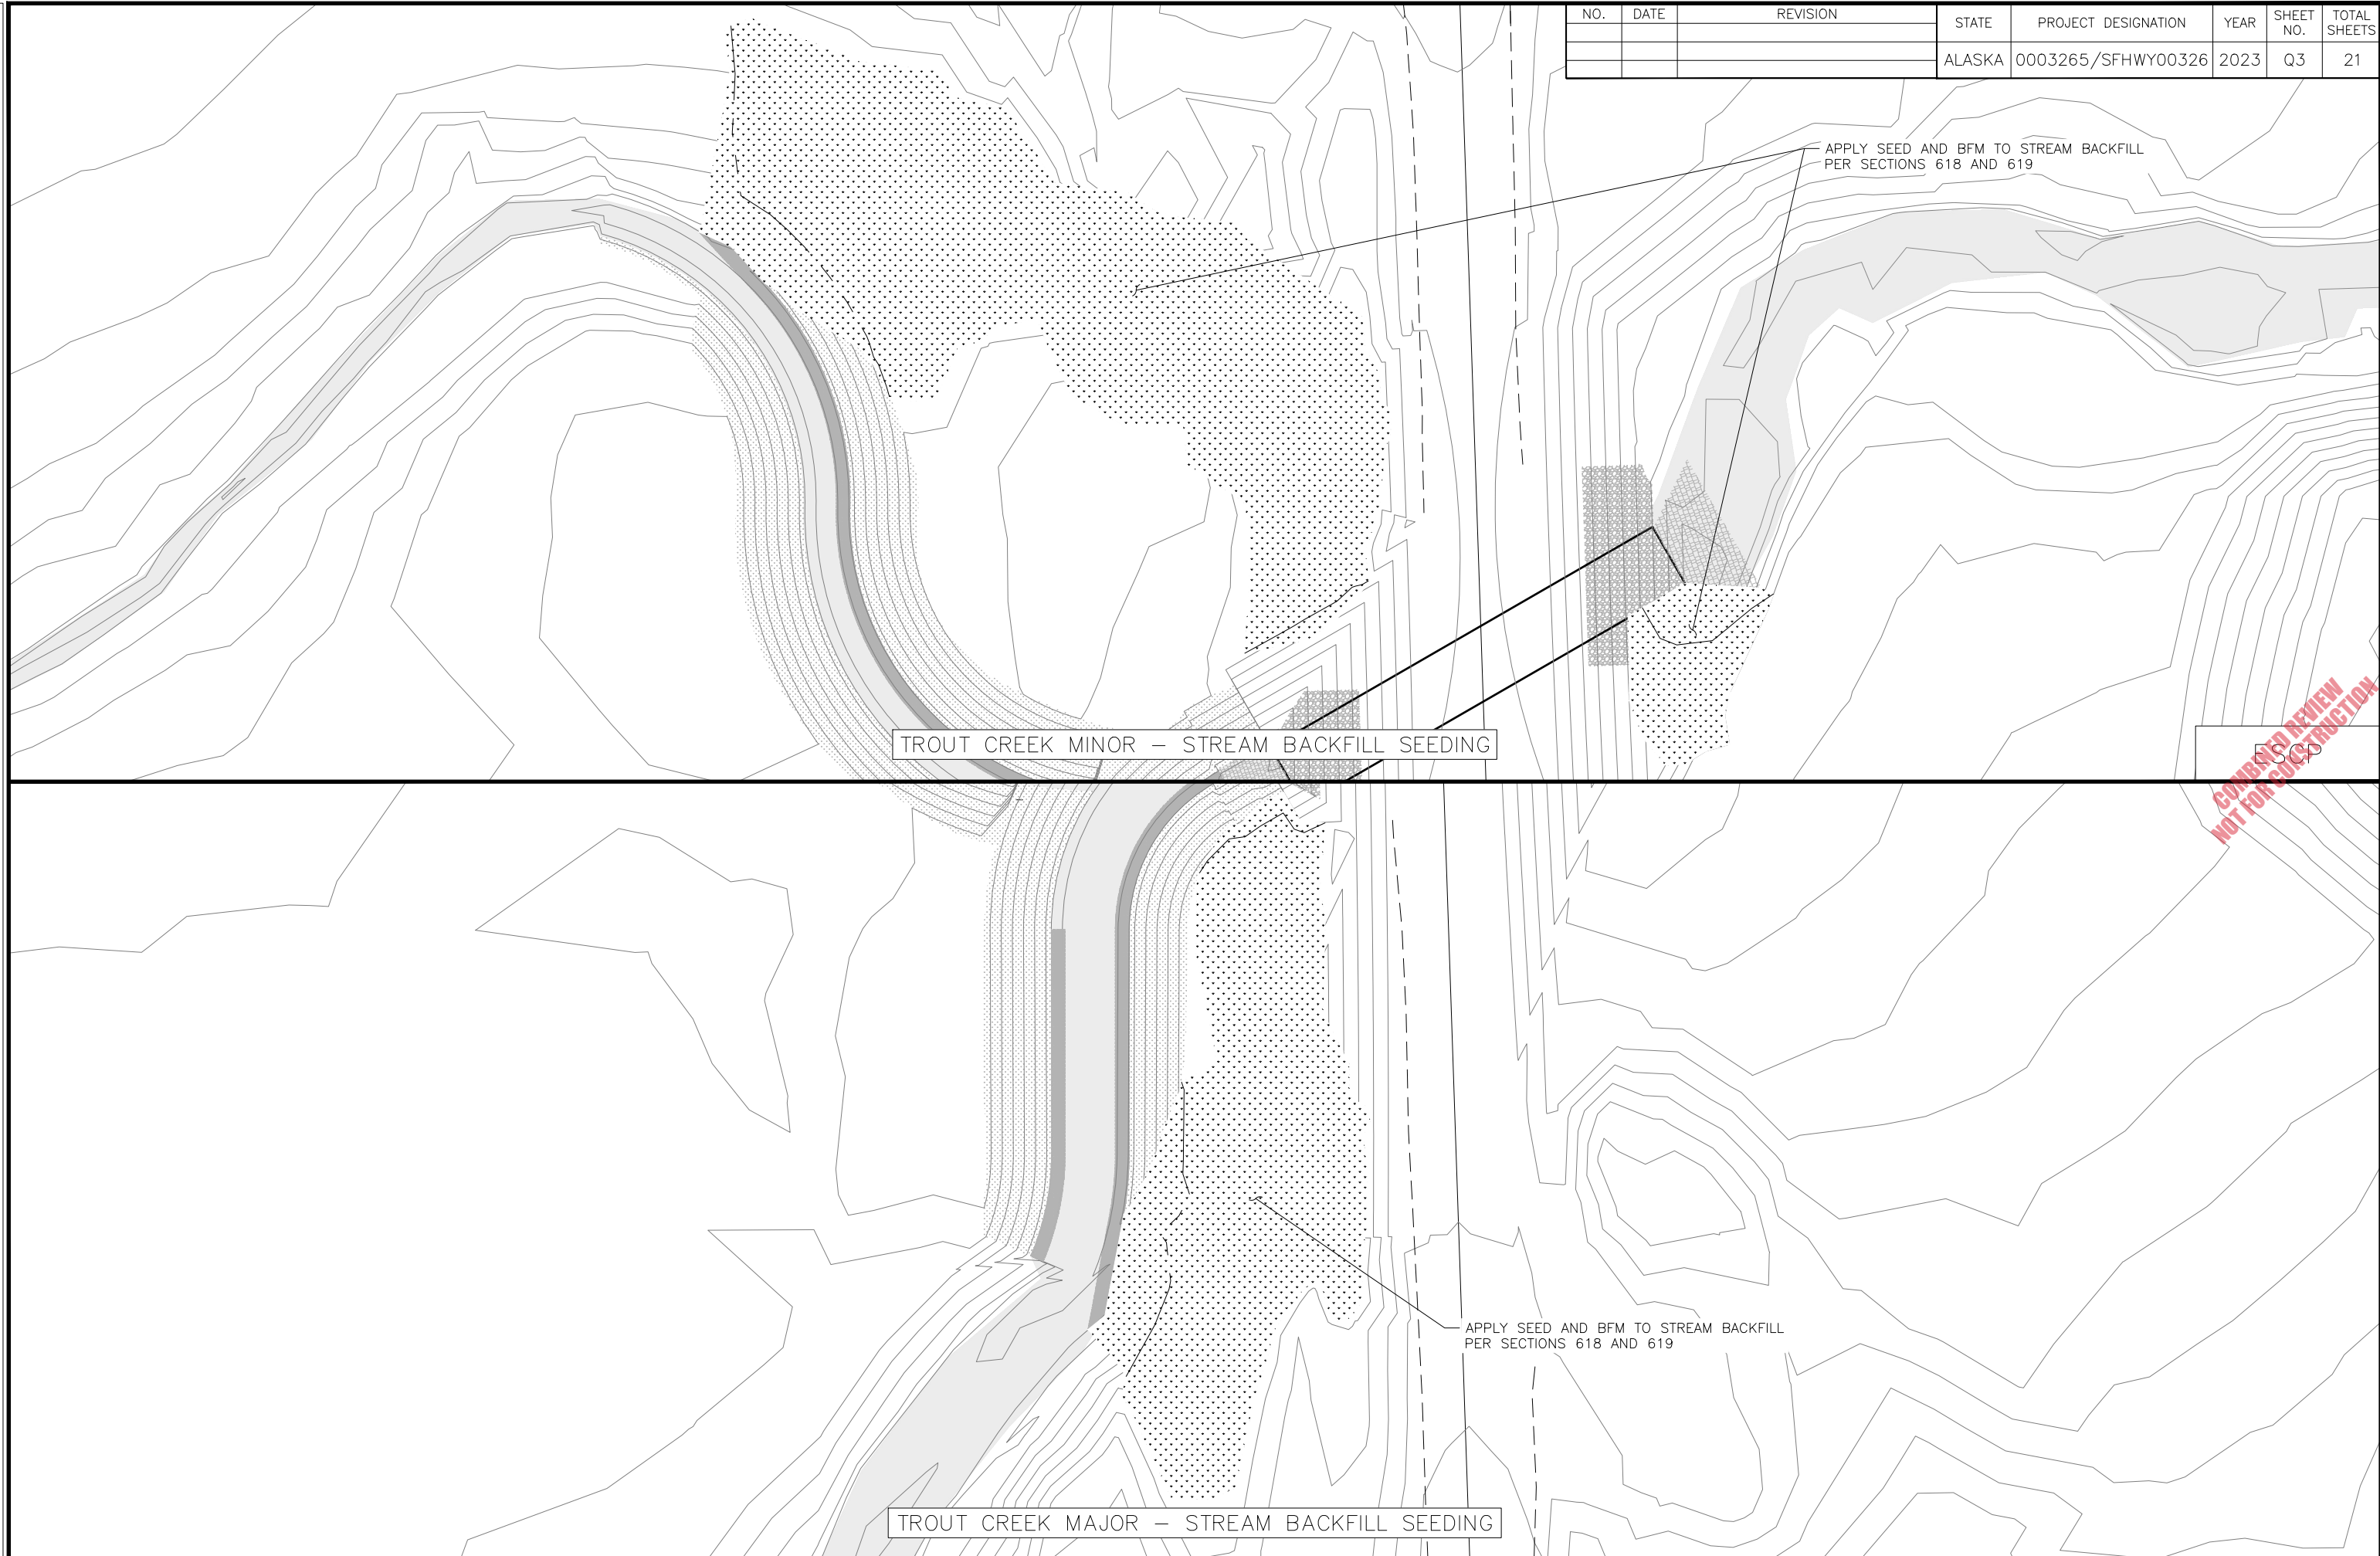 NO. DATE REVISION
STATE PROJECT DESIGNATION YEAR SHEET NO. TOTAL SHEETS
ALASKA 0003265/SFHWY00326 2023 Q3 21
APPLY SEED AND BFM TO STREAM BACKFILL
PER SECTIONS 618 AND 619
TROUT CREEK MINOR – STREAM BACKFILL SEEDING
ESCP
COMBINED REVIEW
NOT FOR CONSTRUCTION
APPLY SEED AND BFM TO STREAM BACKFILL
PER SECTIONS 618 AND 619
TROUT CREEK MAJOR – STREAM BACKFILL SEEDING